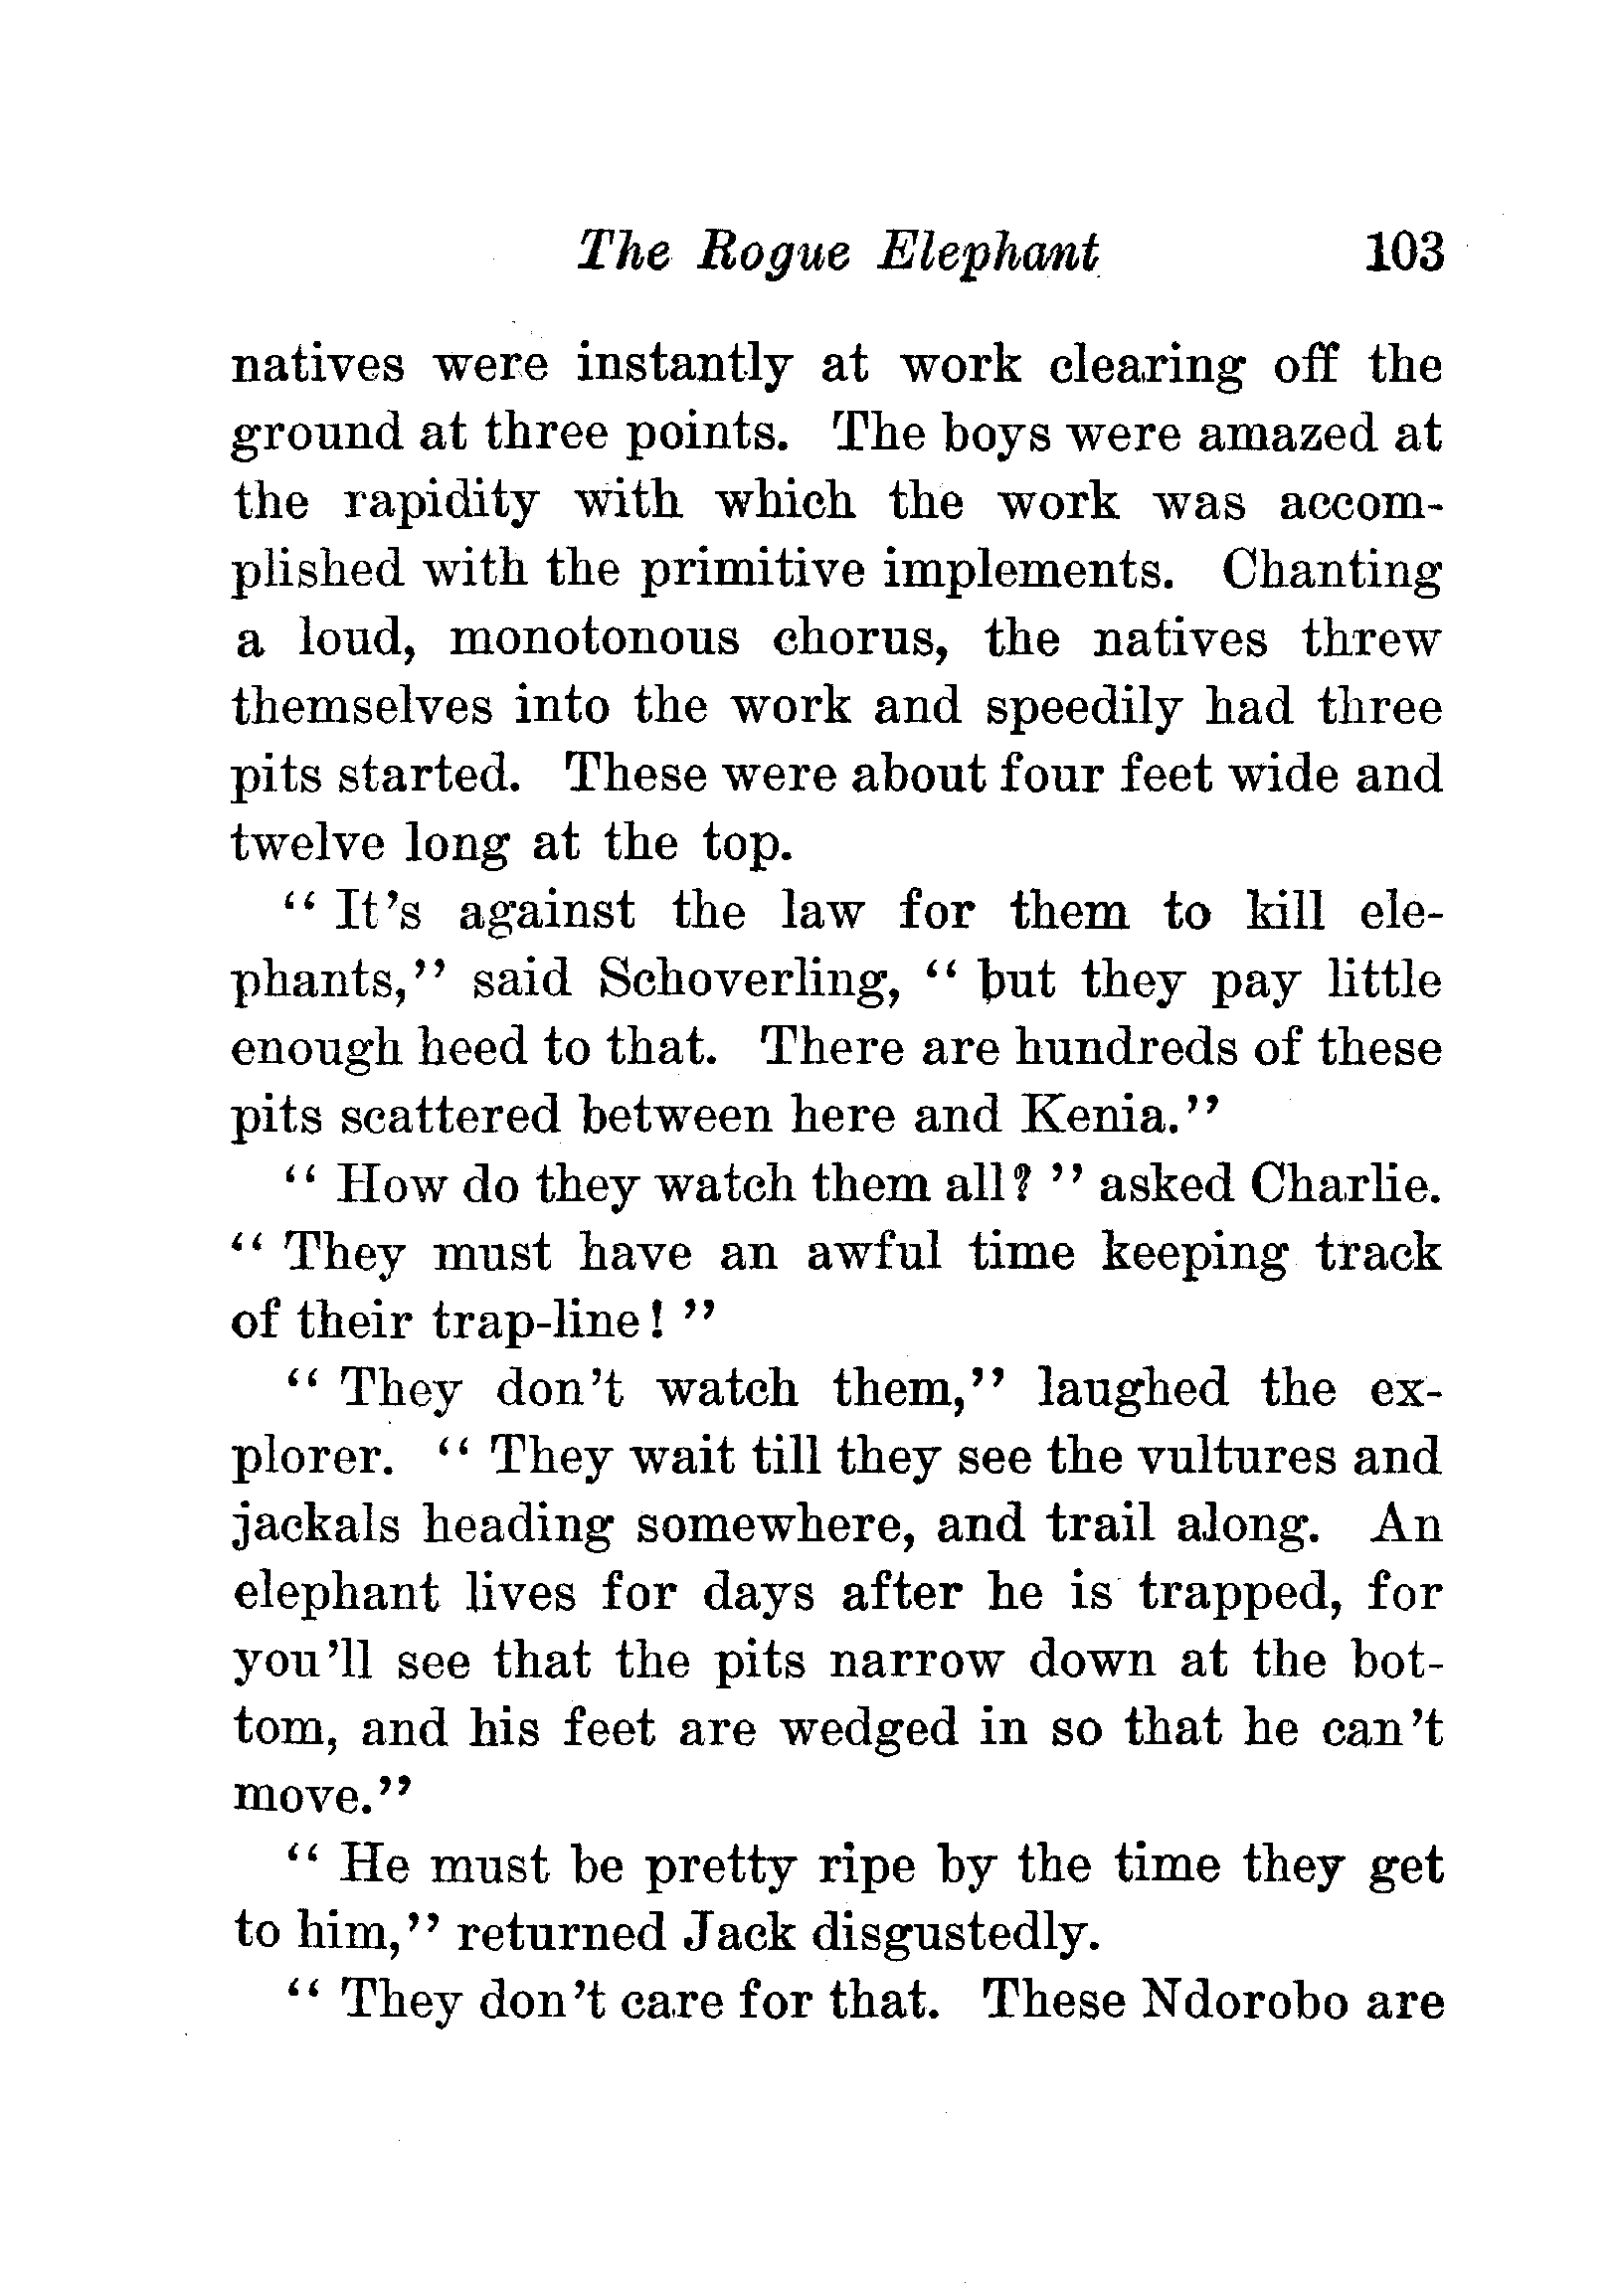 The Rogue Elephant 103
natives were instantly at work clearing off the
ground at three points. The boys were amazed at
the rapidity with which the work was accom-
plished with the primitive implements. Chanting
a loud, monotonous chorus, the natives threw
themselves into the work and speedily had three
pits started. These were about four feet wide and
twelve long at the top.
“ It's against the law for them to kill ele-
phants,” said Schoverling, “ but they pay little
enough heed to that. There are hundreds of these
pits scattered between here and Kenia.”
“ How do they watch them all? ” asked Charlie.
“ They must have an awful time keeping track
of their trap-line! ”
“ They don't watch them,” laughed the ex-
plorer. “ They wait till they see the vultures and
jackals heading somewhere, and trail along. An
elephant lives for days after he is trapped, for
you'll see that the pits narrow down at the bot-
tom, and his feet are wedged in so that he can't
move.”
“ He must be pretty ripe by the time they get
to him,” returned Jack disgustedly.
“ They don't care for that. These Ndorobo are